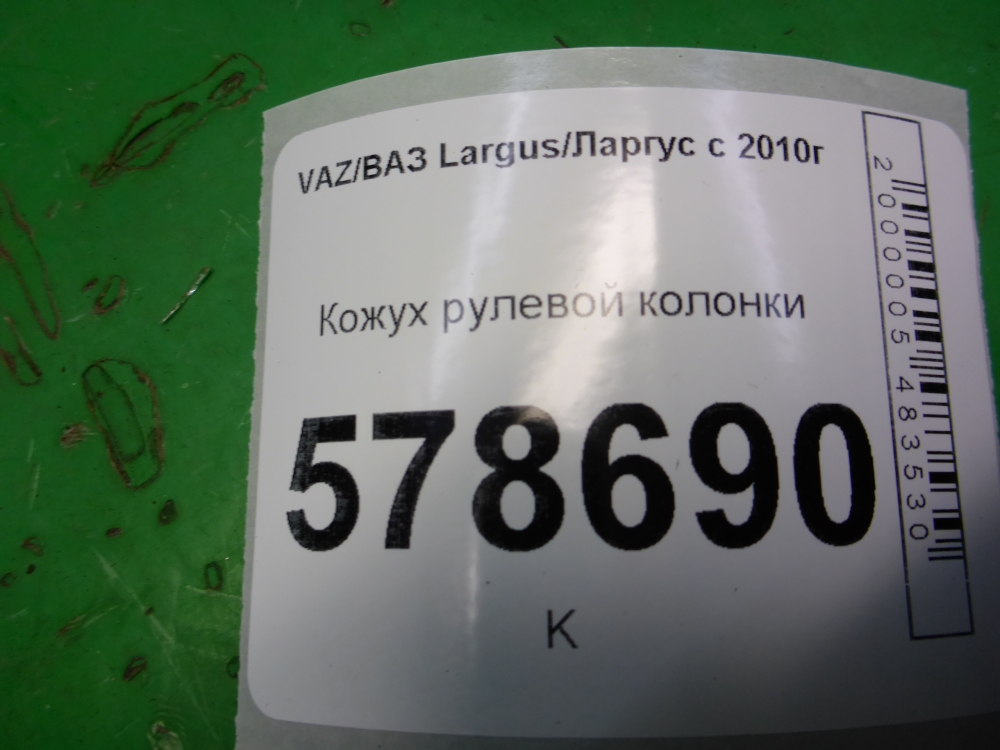 VAZ/ВАЗ Largus/Ларгус с 2010г
Кожух рулевой колонки
578690
К
2000005483530